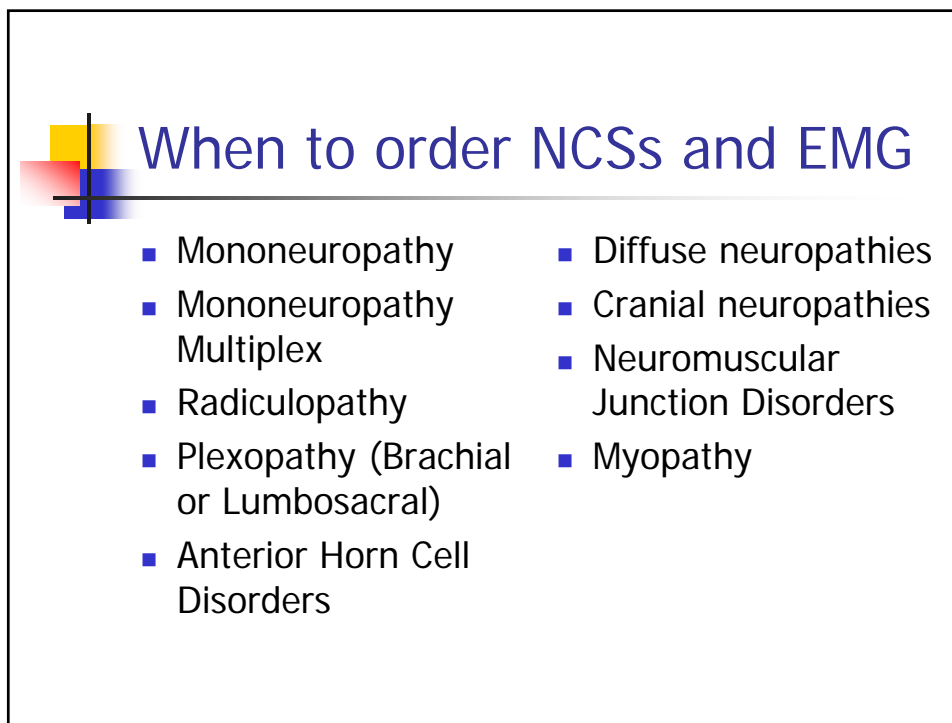 When to order NCSs and EMG
■ Mononeuropathy
■ Mononeuropathy
Multiplex
■ Radiculopathy
■ Plexopathy (Brachial
or Lumbosacral)
■ Anterior Horn Cell
Disorders
■ Diffuse neuropathies
■ Cranial neuropathies
■ Neuromuscular
Junction Disorders
■ Myopathy